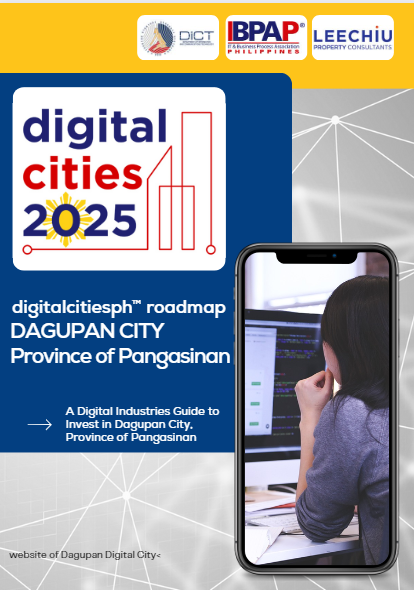 DICT
IBPAP®
IT & Business Process Association
PHILIPPINES
LEECHIU
PROPERTY CONSULTANTS
digital
cities
2025
digitalcitiesph™ roadmap
DAGUPAN CITY
Province of Pangasinan
A Digital Industries Guide to
Invest in Dagupan City,
Province of Pangasinan
website of Dagupan Digital City<